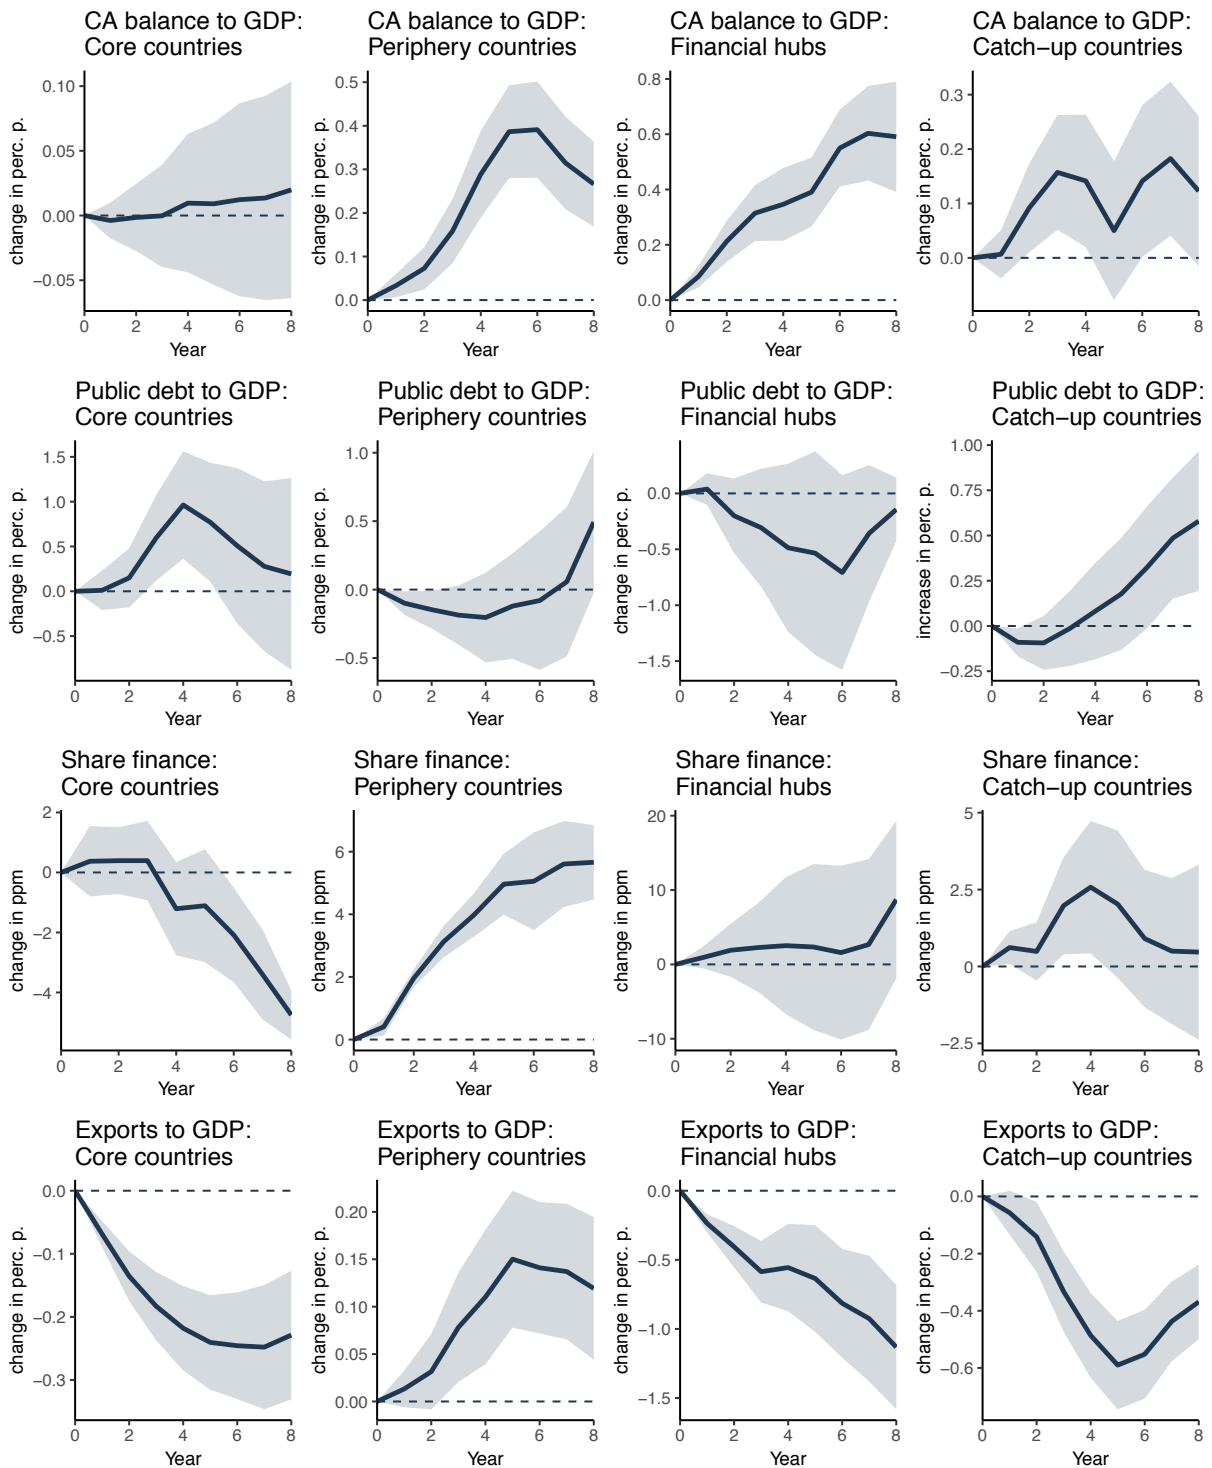 CA balance to GDP:
Core countries
change in perc. p.
0.10
0.05
0.00
−0.05
0 2 4 6 8
Year
CA balance to GDP:
Periphery countries
change in perc. p.
0.5
0.4
0.3
0.2
0.1
0.0
0 2 4 6 8
Year
CA balance to GDP:
Financial hubs
change in perc. p.
0.8
0.6
0.4
0.2
0.0
0 2 4 6 8
Year
CA balance to GDP:
Catch−up countries
change in perc. p.
0.3
0.2
0.1
0.0
0 2 4 6 8
Year
Public debt to GDP:
Core countries
change in perc. p.
1.5
1.0
0.5
0.0
−0.5
0 2 4 6 8
Year
Public debt to GDP:
Periphery countries
change in perc. p.
1.0
0.5
0.0
−0.5
0 2 4 6 8
Year
Public debt to GDP:
Financial hubs
change in perc. p.
0.0
−0.5
−1.0
−1.5
0 2 4 6 8
Year
Public debt to GDP:
Catch−up countries
increase in perc. p.
1.00
0.75
0.50
0.25
0.00
−0.25
0 2 4 6 8
Year
Share finance:
Core countries
change in ppm
2
0
−2
−4
0 2 4 6 8
Year
Share finance:
Periphery countries
change in ppm
6
4
2
0
0 2 4 6 8
Year
Share finance:
Financial hubs
change in ppm
20
10
0
−10
0 2 4 6 8
Year
Share finance:
Catch−up countries
change in ppm
5
2.5
0
−2.5
0 2 4 6 8
Year
Exports to GDP:
Core countries
change in perc. p.
0.0
−0.1
−0.2
−0.3
0 2 4 6 8
Year
Exports to GDP:
Periphery countries
change in perc. p.
0.20
0.15
0.10
0.05
0.00
0 2 4 6 8
Year
Exports to GDP:
Financial hubs
change in perc. p.
0.0
−0.5
−1.0
−1.5
0 2 4 6 8
Year
Exports to GDP:
Catch−up countries
change in perc. p.
0.0
−0.2
−0.4
−0.6
0 2 4 6 8
Year